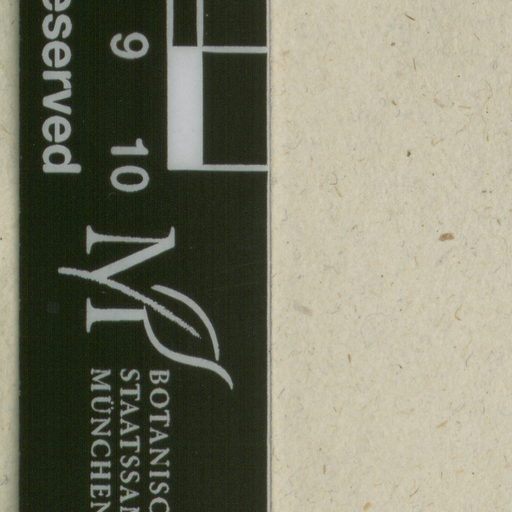 eserved
9 10
M
BOTANISC
STAATSSAM
MÜNCHEN